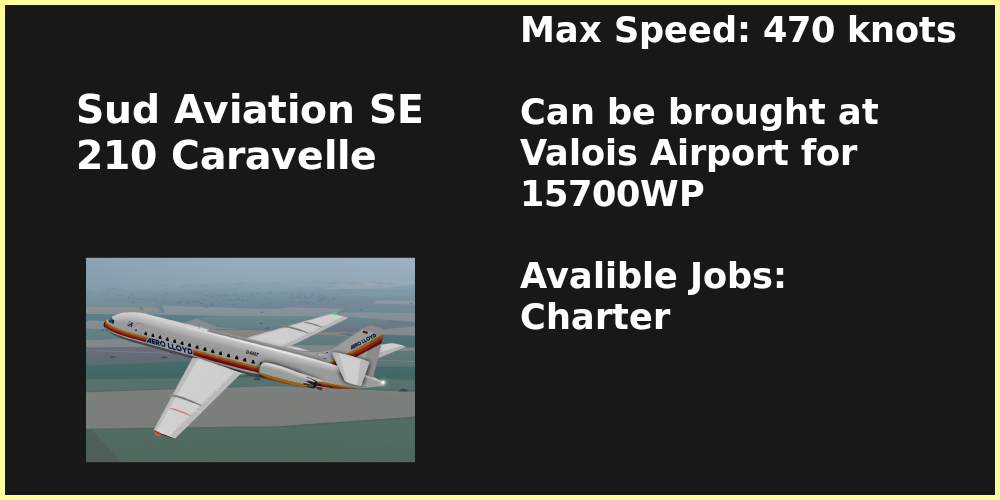 Sud Aviation SE
210 Caravelle
Max Speed: 470 knots
Can be brought at
Valois Airport for
15700WP
Avalible Jobs:
Charter
AERO LLOYD
AERO LLOYD